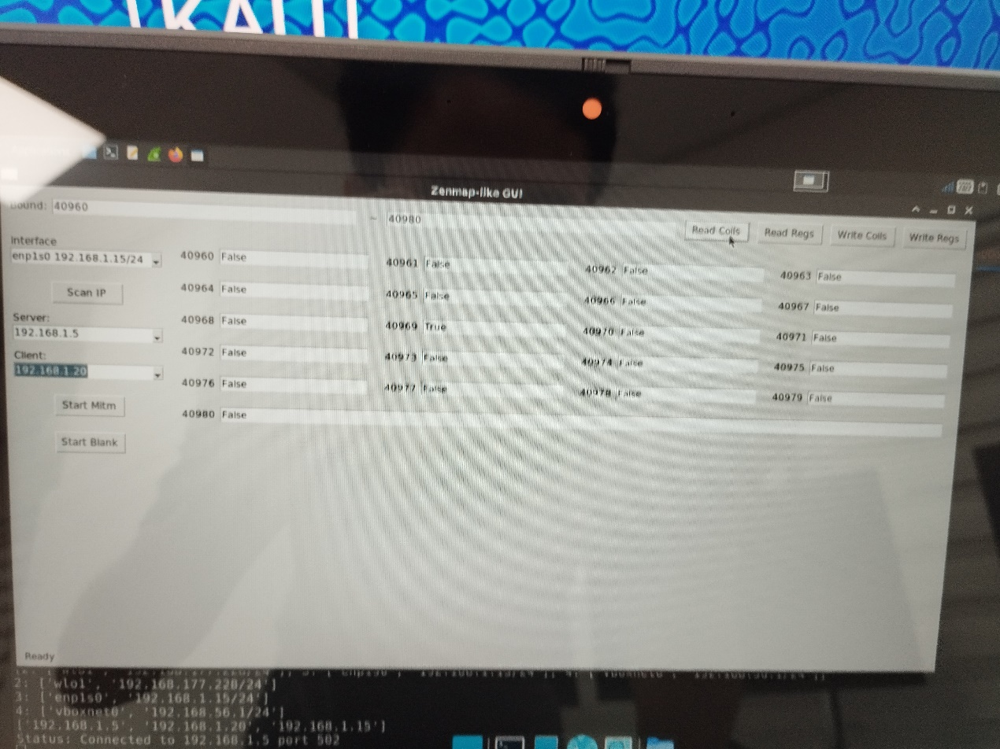 KALI
Zenmap-like GUI
Bound: 40960 ~ 40980
Read Coils Read Regs Write Coils Write Regs
Interface
enp1s0 192.168.1.15/24
Scan IP
Server:
192.168.1.5
Client:
192.168.1.20
Start Mitm
Start Blank
40960 False 40961 False 40962 False 40963 False
40964 False 40965 False 40966 False 40967 False
40968 False 40969 True 40970 False 40971 False
40972 False 40973 False 40974 False 40975 False
40976 False 40977 False 40978 False 40979 False
40980 False
Ready
2: ['wlo1', '192.168.177.228/24']
3: ['enp1s0', '192.168.1.15/24']
4: ['vboxnet0', '192.168.56.1/24']
['192.168.1.5', '192.168.1.20', '192.168.1.15']
Status: Connected to 192.168.1.5 port 502